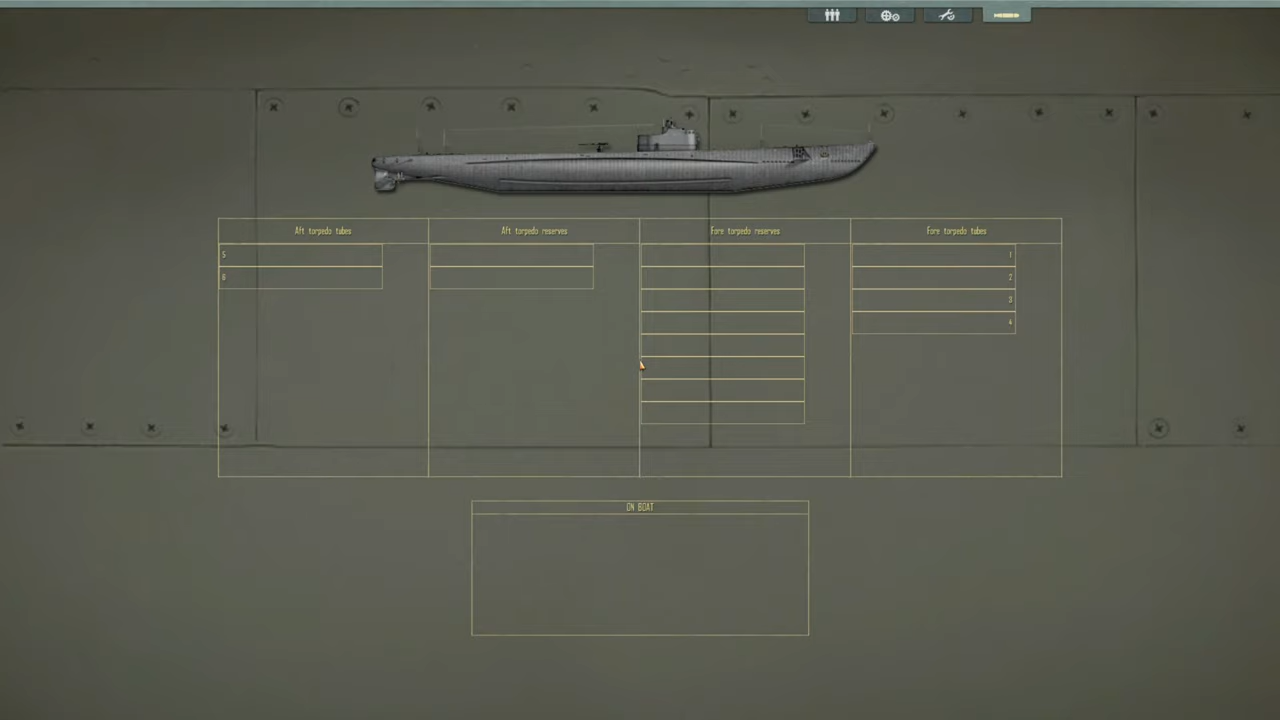 Aft torpedo tubes
Aft torpedo reserves
Fore torpedo reserves
Fore torpedo tubes
5
6
1
2
3
4
ON BOAT